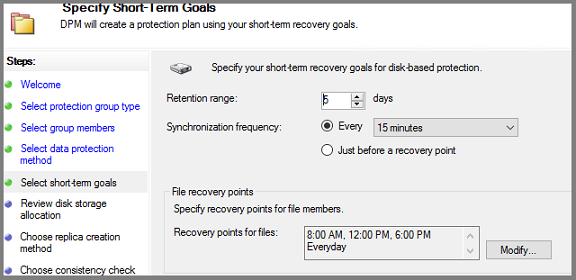 Specify Short-Term Goals
DPM will create a protection plan using your short-term recovery goals.
Steps:
Welcome
Select protection group type
Select group members
Select data protection
method
Select short-term goals
Review disk storage
allocation
Choose replica creation
method
Choose consistency check
Specify your short-term recovery goals for disk-based protection.
Retention range: 5 days
Synchronization frequency: Every 15 minutes
Just before a recovery point
File recovery points
Specify recovery points for file members.
Recovery points for files: 8:00 AM, 12:00 PM, 6:00 PM
Everyday
Modify...